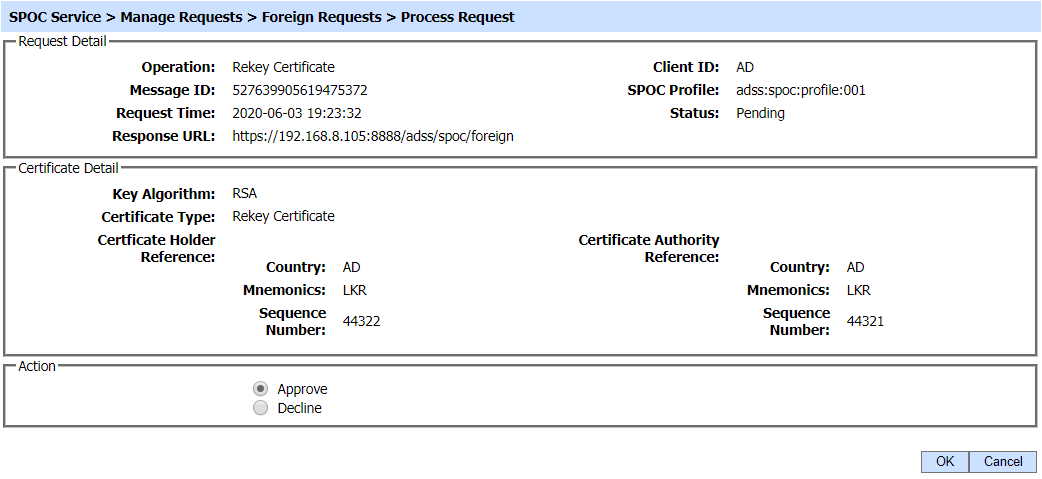 SPOC Service > Manage Requests > Foreign Requests > Process Request
Request Detail
Operation: Rekey Certificate Client ID: AD
Message ID: 527639905619475372 SPOC Profile: adss:spoc:profile:001
Request Time: 2020-06-03 19:23:32 Status: Pending
Response URL: https://192.168.8.105:8888/adss/spoc/foreign
Certificate Detail
Key Algorithm: RSA
Certificate Type: Rekey Certificate
Certficate Holder Certificate Authority
Reference: Reference:
Country: AD Country: AD
Mnemonics: LKR Mnemonics: LKR
Sequence Sequence
Number: 44322 Number: 44321
Action
Approve
Decline
OK Cancel